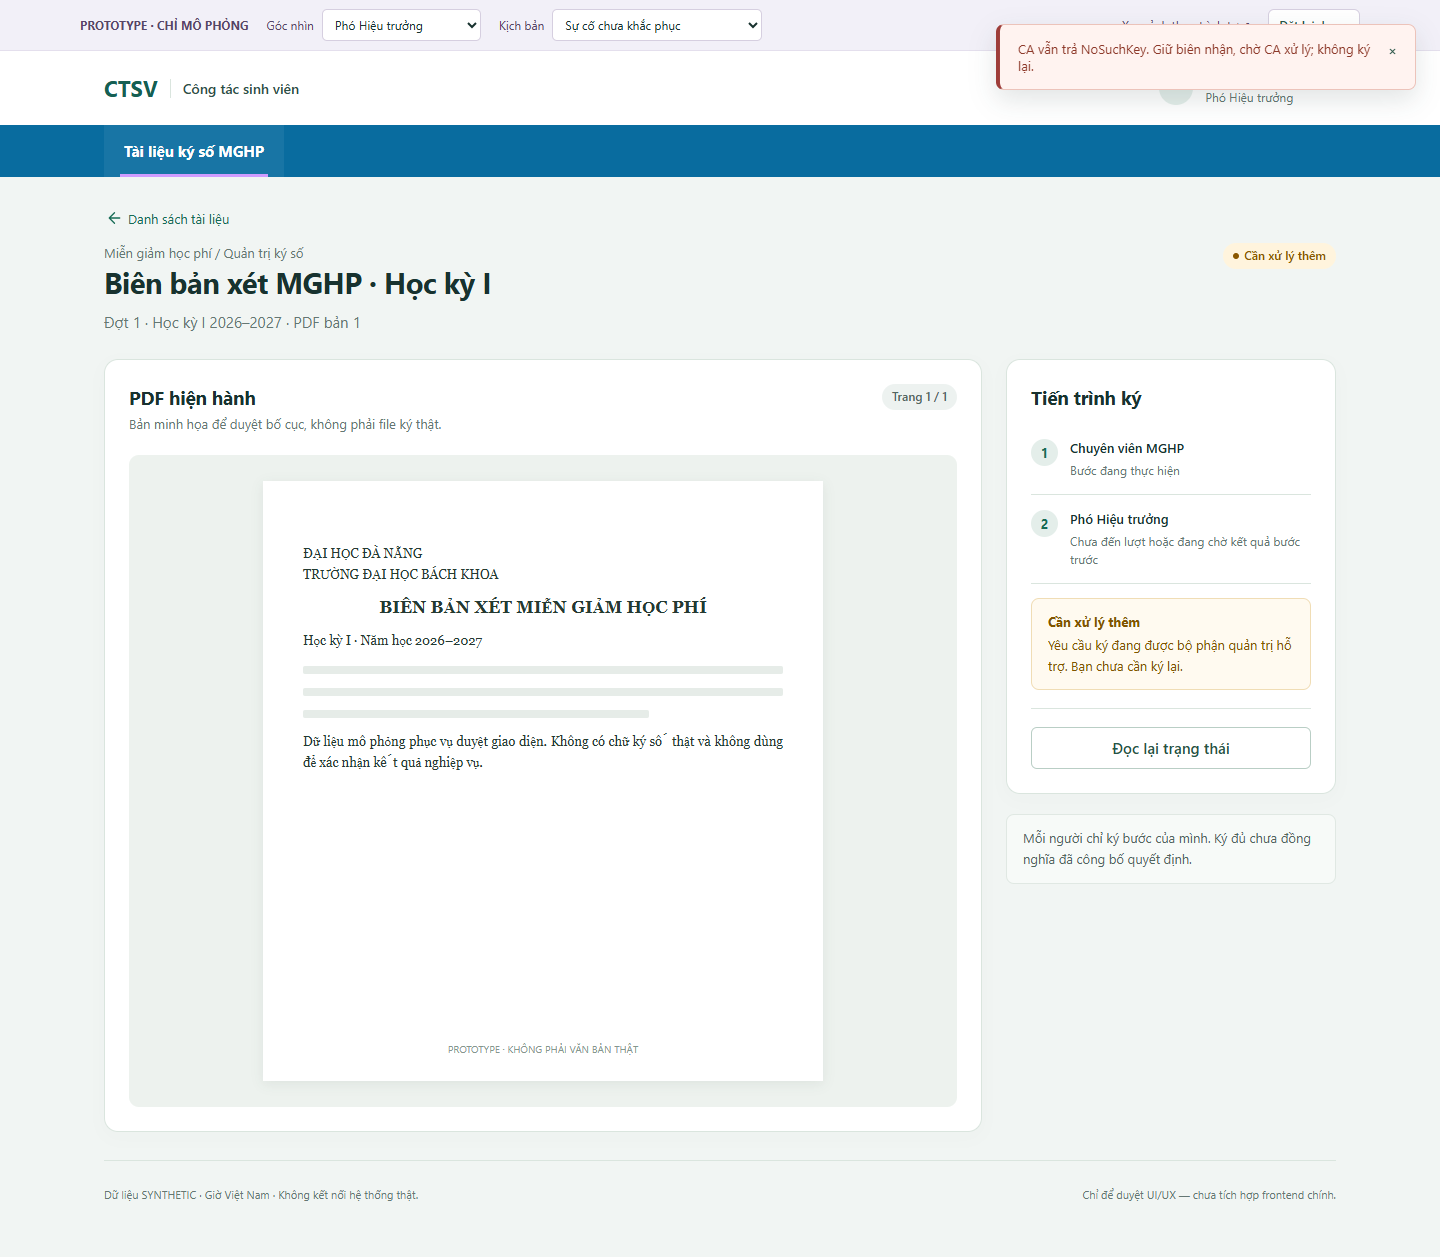 PROTOTYPE · CHỈ MÔ PHỎNG
Góc nhìn
Phó Hiệu trưởng
Kịch bản
Sự cố chưa khắc phục
CA vẫn trả NoSuchKey. Giữ biên nhận, chờ CA xử lý; không ký
lại.
×
CTSV
Công tác sinh viên
Phó Hiệu trưởng
Tài liệu ký số MGHP
Danh sách tài liệu
Miễn giảm học phí / Quản trị ký số
Cần xử lý thêm
Biên bản xét MGHP · Học kỳ I
Đợt 1 · Học kỳ I 2026–2027 · PDF bản 1
PDF hiện hành
Trang 1 / 1
Bản minh họa để duyệt bố cục, không phải file ký thật.
ĐẠI HỌC ĐÀ NẴNG
TRƯỜNG ĐẠI HỌC BÁCH KHOA
BIÊN BẢN XÉT MIỄN GIẢM HỌC PHÍ
Học kỳ I · Năm học 2026–2027
Dữ liệu mô phỏng phục vụ duyệt giao diện. Không có chữ ký số thật và không dùng
để xác nhận kết quả nghiệp vụ.
PROTOTYPE · KHÔNG PHẢI VĂN BẢN THẬT
Tiến trình ký
1
Chuyên viên MGHP
Bước đang thực hiện
2
Phó Hiệu trưởng
Chưa đến lượt hoặc đang chờ kết quả bước
trước
Cần xử lý thêm
Yêu cầu ký đang được bộ phận quản trị hỗ
trợ. Bạn chưa cần ký lại.
Đọc lại trạng thái
Mỗi người chỉ ký bước của mình. Ký đủ chưa đồng
nghĩa đã công bố quyết định.
Dữ liệu SYNTHETIC · Giờ Việt Nam · Không kết nối hệ thống thật.
Chỉ để duyệt UI/UX — chưa tích hợp frontend chính.